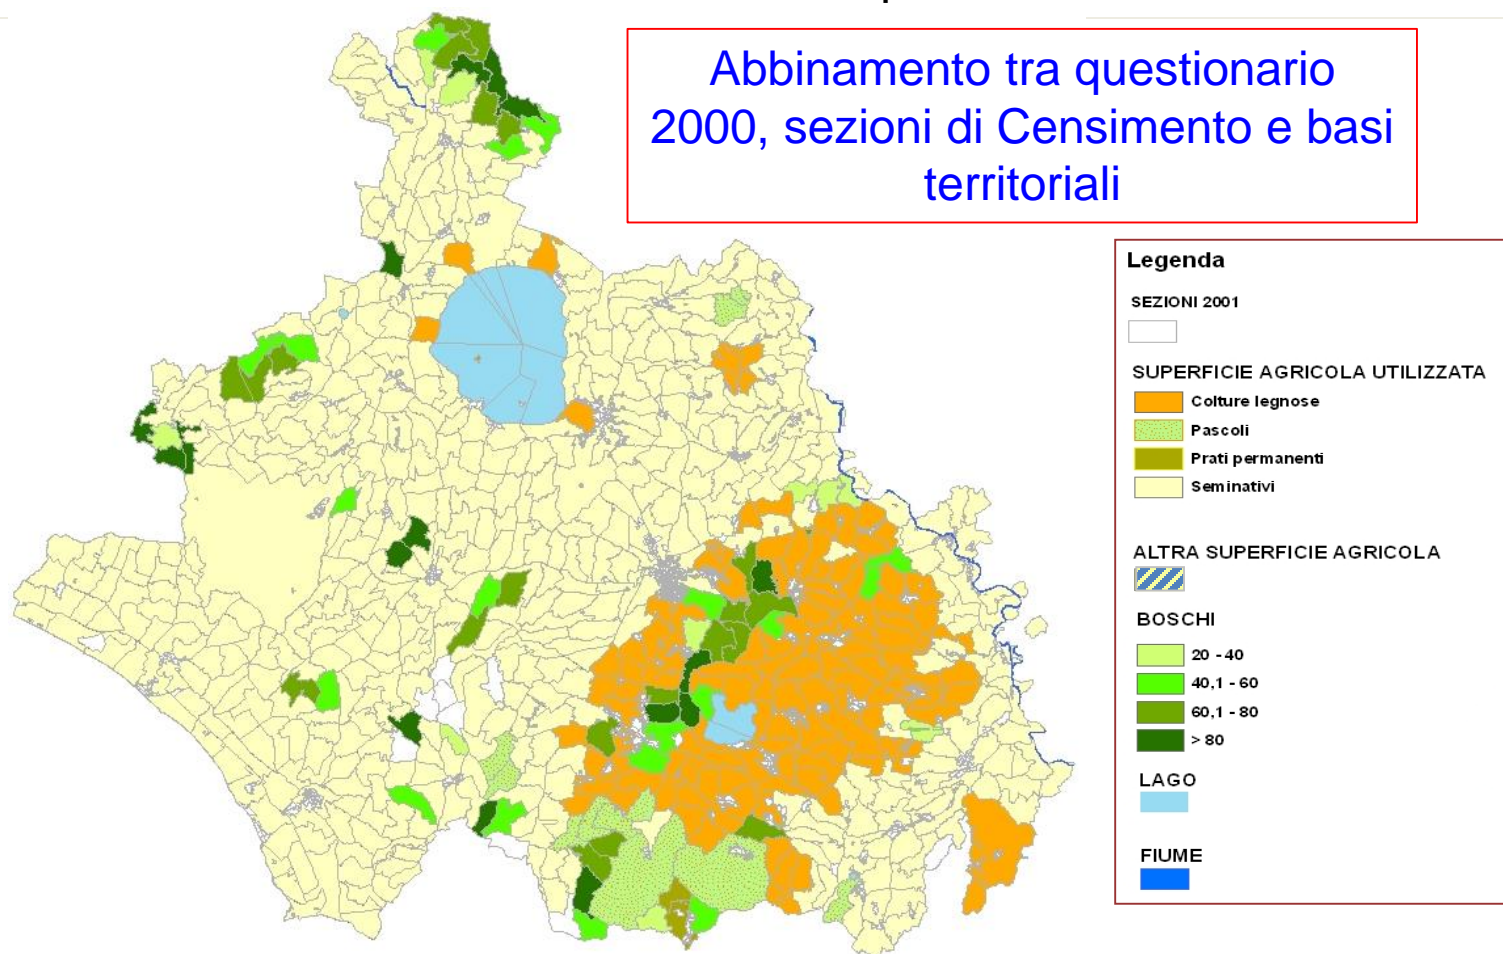 Abbinamento tra questionario
2000, sezioni di Censimento e basi
territoriali
Legenda
SEZIONI 2001
SUPERFICIE AGRICOLA UTILIZZATA
Colture legnose
Pascoli
Prati permanenti
Seminativi
ALTRA SUPERFICIE AGRICOLA
BOSCHI
20 - 40
40,1 - 60
60,1 - 80
> 80
LAGO
FIUME